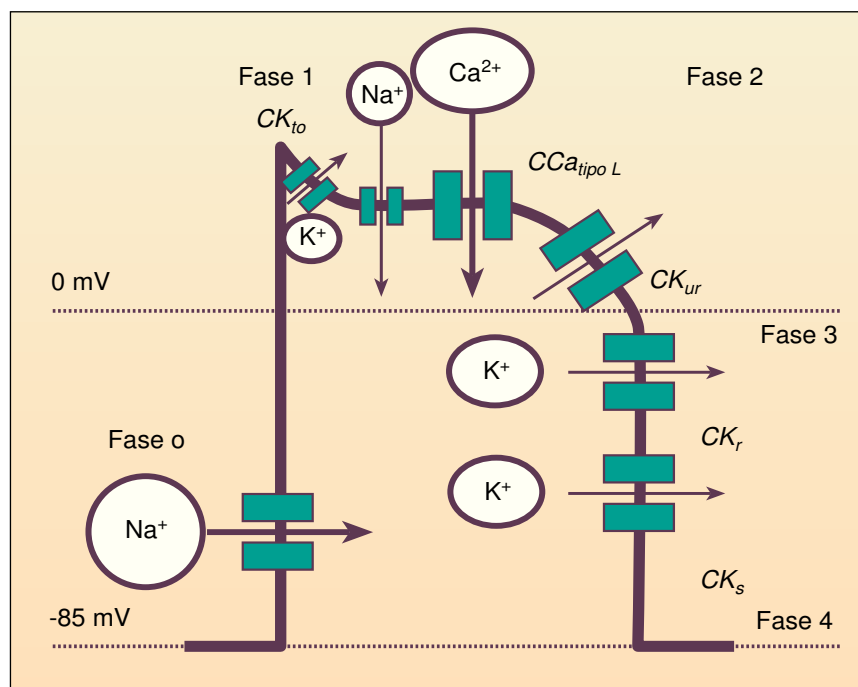 Fase 1
CKto
Na+
Ca2+
Fase 2
CCatipo L
K+
0 mV
CKur
Fase 3
K+
CKr
Fase o
K+
Na+
CKs
-85 mV
Fase 4